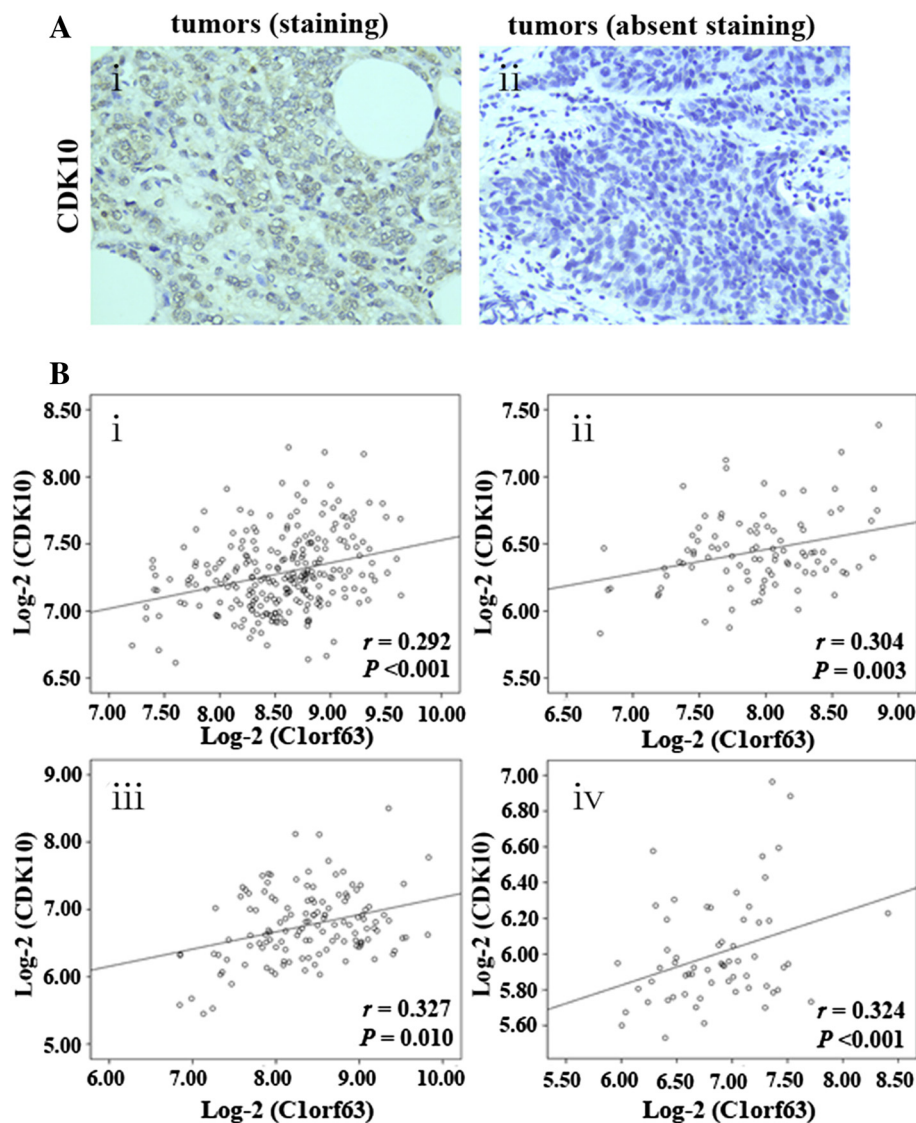 A
tumors (staining)
tumors (absent staining)
CDK10
i
ii
B
i
Log-2 (CDK10)
8.50
8.00
7.50
7.00
6.50
r = 0.292
P <0.001
7.00 7.50 8.00 8.50 9.00 9.50 10.00
Log-2 (C1orf63)
ii
Log-2 (CDK10)
7.50
7.00
6.50
6.00
5.50
r = 0.304
P = 0.003
6.50 7.00 7.50 8.00 8.50 9.00
Log-2 (C1orf63)
iii
Log-2 (CDK10)
9.00
8.00
7.00
6.00
5.00
r = 0.327
P = 0.010
6.00 7.00 8.00 9.00 10.00
Log-2 (C1orf63)
iv
Log-2 (CDK10)
7.00
6.80
6.40
6.20
6.00
5.80
5.60
r = 0.324
P <0.001
5.50 6.00 6.50 7.00 7.50 8.00 8.50
Log-2 (C1orf63)